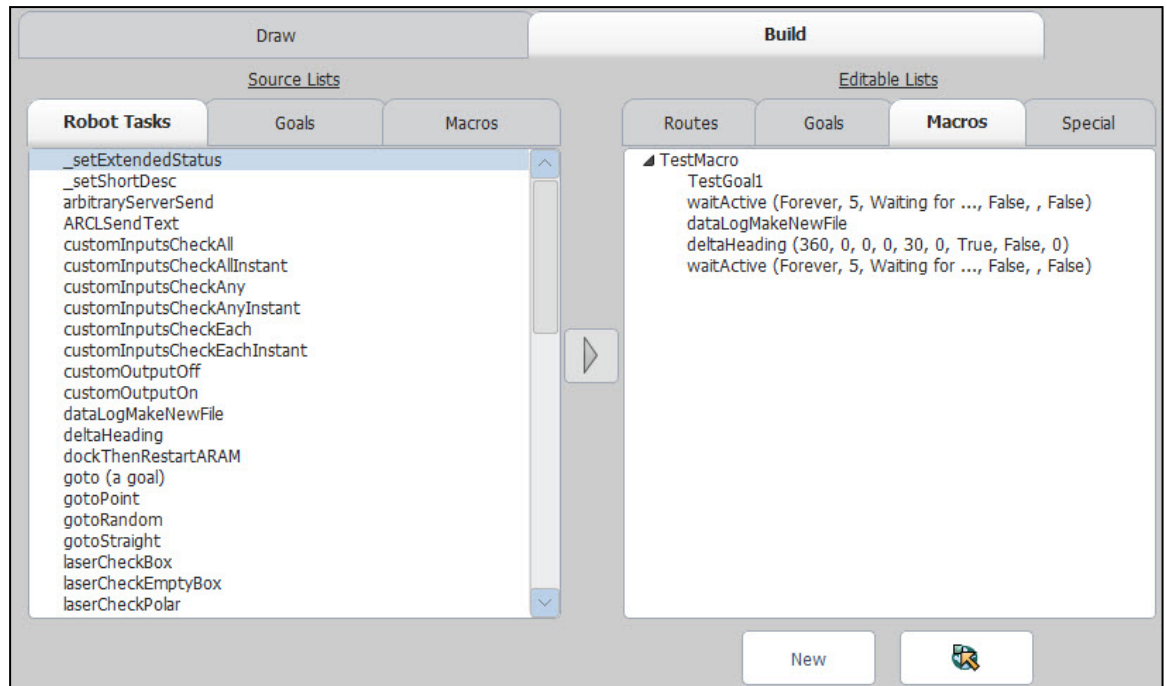 Draw
Build
Source Lists
Robot Tasks
Goals
Macros
_setExtendedStatus
_setShortDesc
arbitraryServerSend
ARCLSendText
customInputsCheckAll
customInputsCheckAllInstant
customInputsCheckAny
customInputsCheckAnyInstant
customInputsCheckEach
customInputsCheckEachInstant
customOutputOff
customOutputOn
dataLogMakeNewFile
deltaHeading
dockThenRestartARAM
goto (a goal)
gotoPoint
gotoRandom
gotoStraight
laserCheckBox
laserCheckEmptyBox
laserCheckPolar
Editable Lists
Routes
Goals
Macros
Special
TestMacro
TestGoal1
waitActive (Forever, 5, Waiting for ..., False, , False)
dataLogMakeNewFile
deltaHeading (360, 0, 0, 0, 30, 0, True, False, 0)
waitActive (Forever, 5, Waiting for ..., False, , False)
New